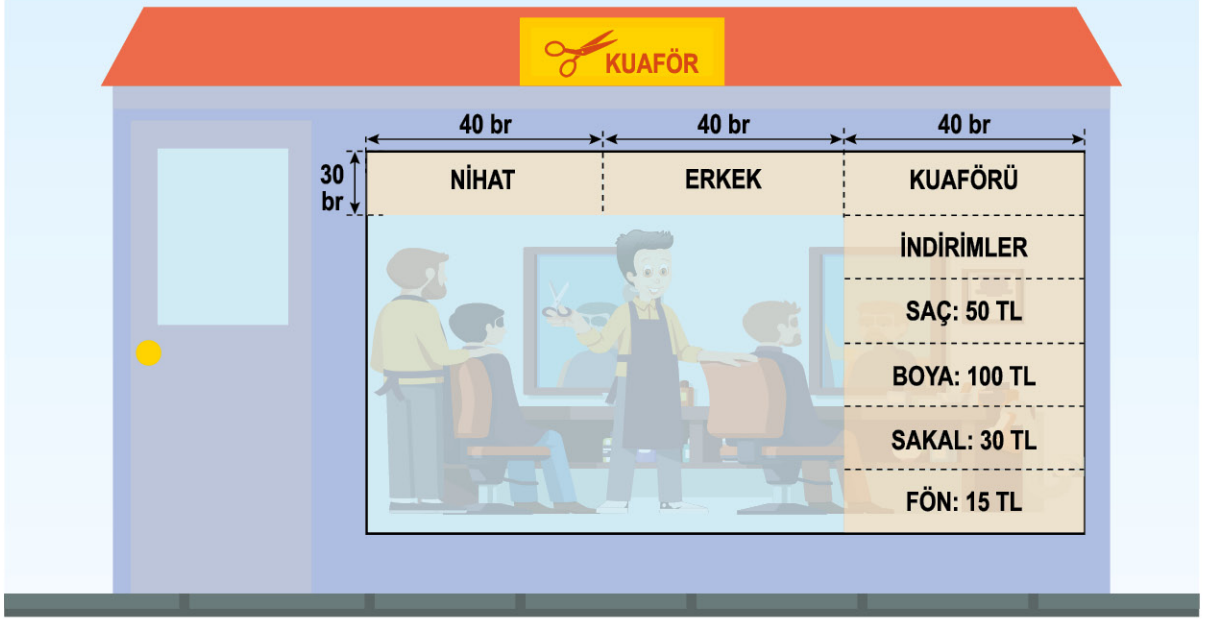 KUAFÖR
40 br 40 br 40 br
30 br
NİHAT ERKEK KUAFÖRÜ
İNDİRİMLER
SAÇ: 50 TL
BOYA: 100 TL
SAKAL: 30 TL
FÖN: 15 TL